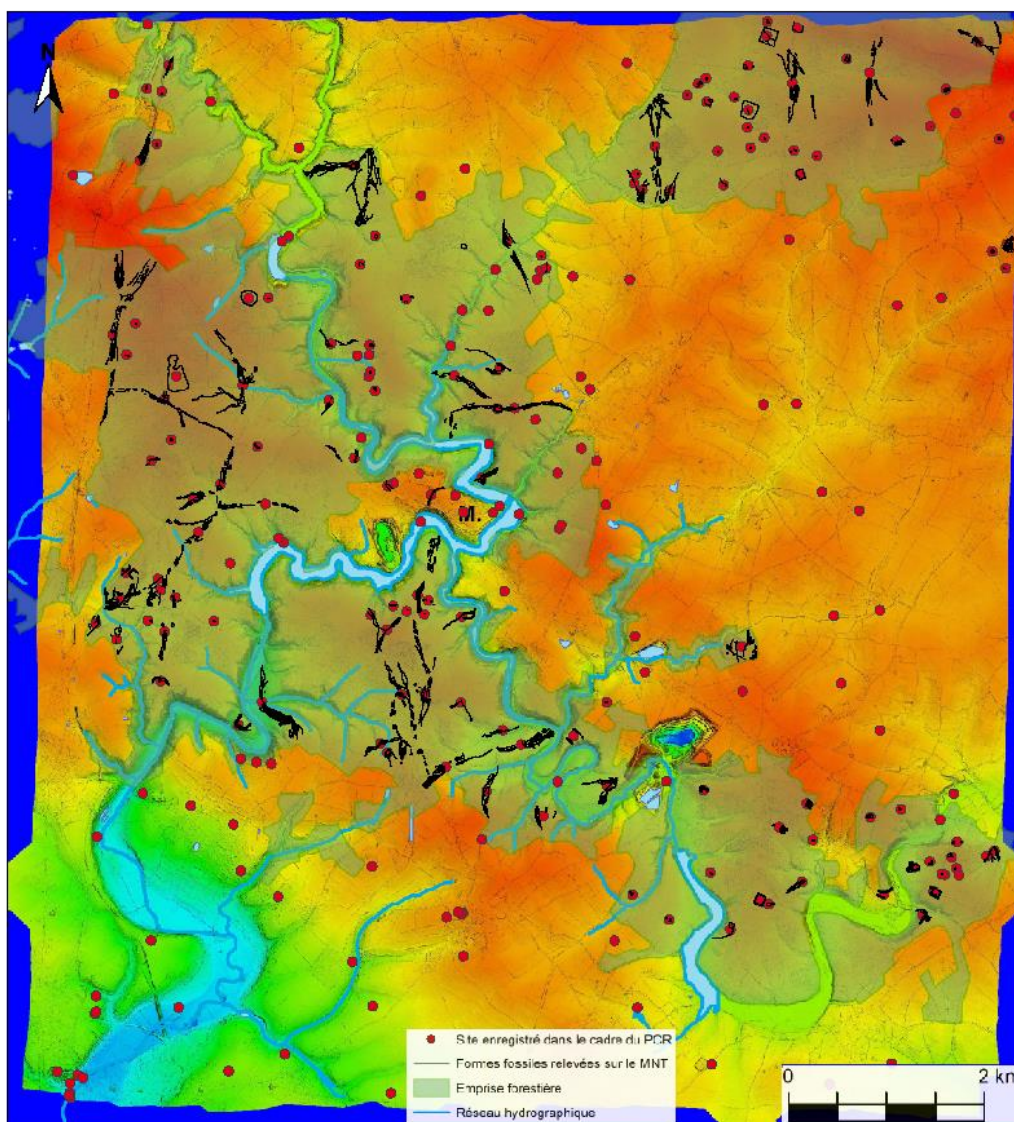 N
M.
Site enregistré dans le cadre du PCR
Formes fossiles relevées sur le MNT
Emprise forestière
Réseau hydrographique
0 2 km